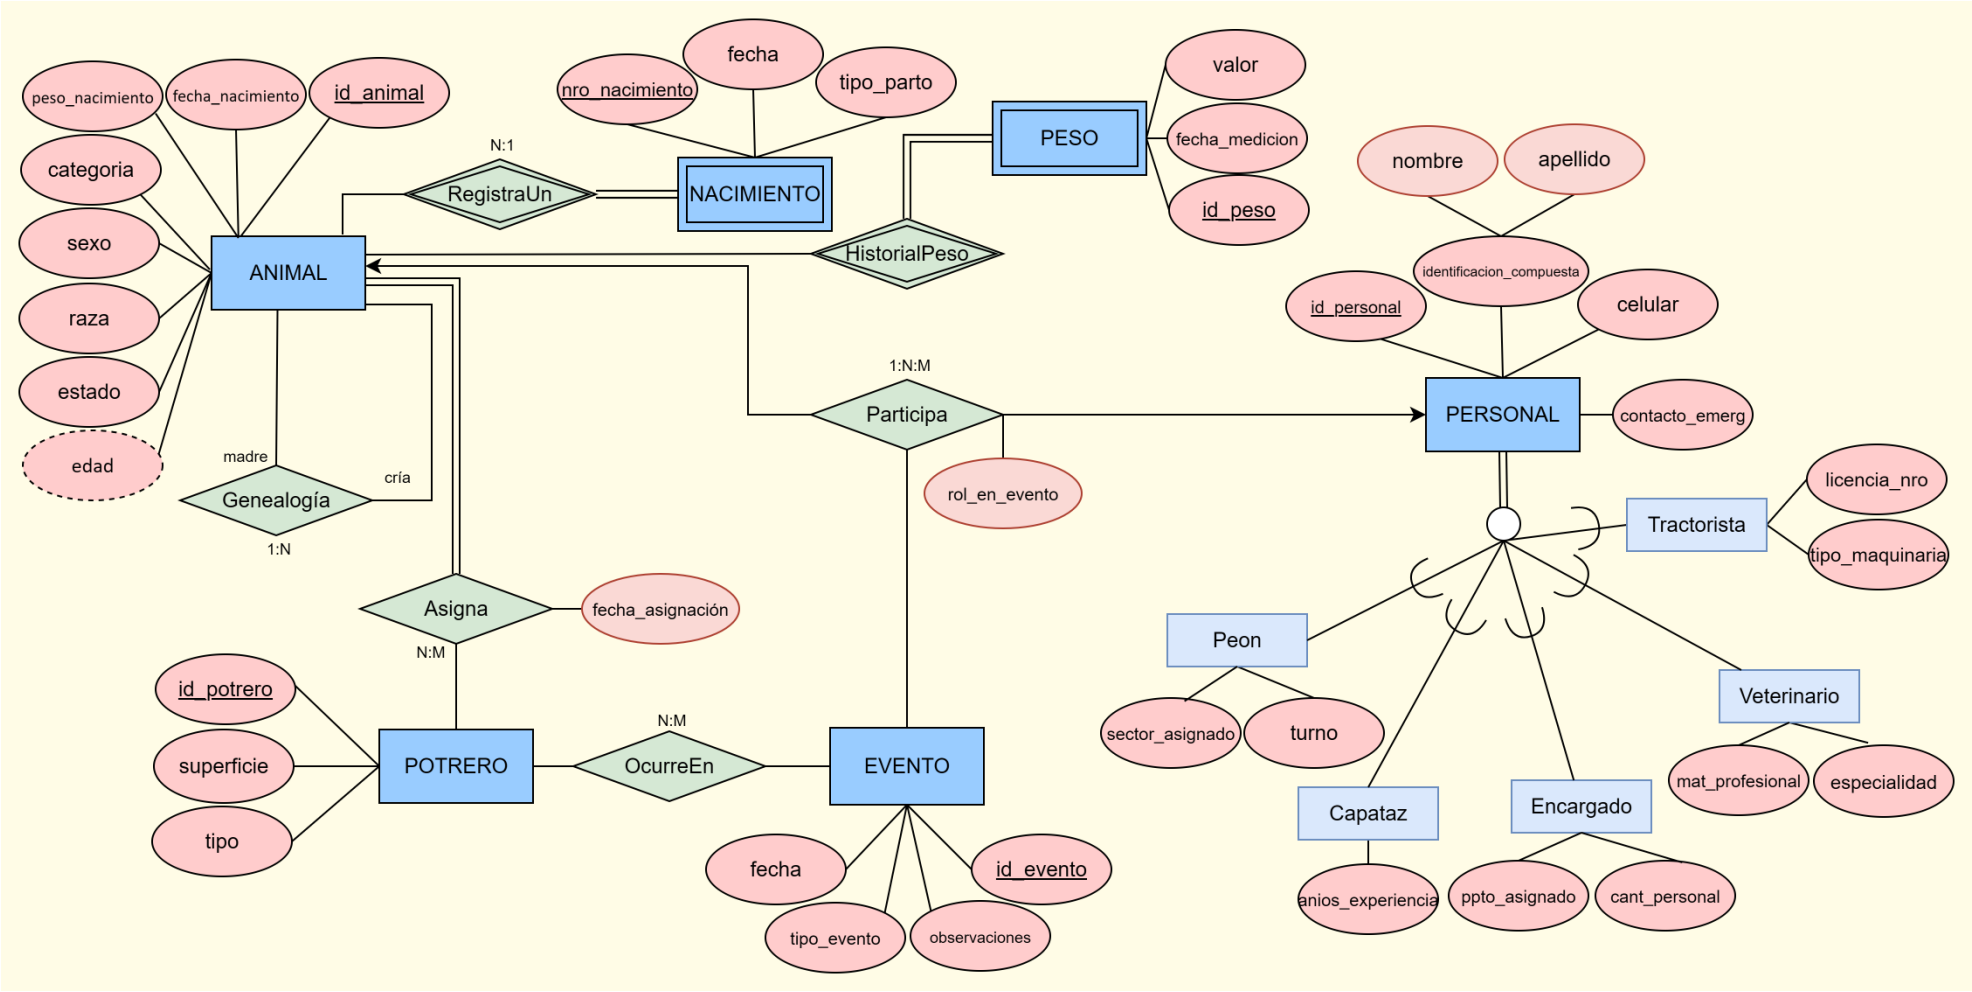 peso_nacimiento
fecha_nacimiento
id_animal
categoria
sexo
raza
estado
edad
ANIMAL
N:1
RegistraUn
nro_nacimiento
fecha
tipo_parto
NACIMIENTO
PESO
valor
fecha_medicion
id_peso
HistorialPeso
nombre
apellido
identificacion_compuesta
id_personal
celular
PERSONAL
contacto_emerg
1:N:M
Participa
rol_en_evento
madre
cría
Genealogía
1:N
Asigna
fecha_asignación
N:M
id_potrero
superficie
tipo
POTRERO
N:M
OcurreEn
EVENTO
fecha
id_evento
tipo_evento
observaciones
Tractorista
licencia_nro
tipo_maquinaria
Peon
sector_asignado
turno
Veterinario
mat_profesional
especialidad
Capataz
anios_experiencia
Encargado
ppto_asignado
cant_personal